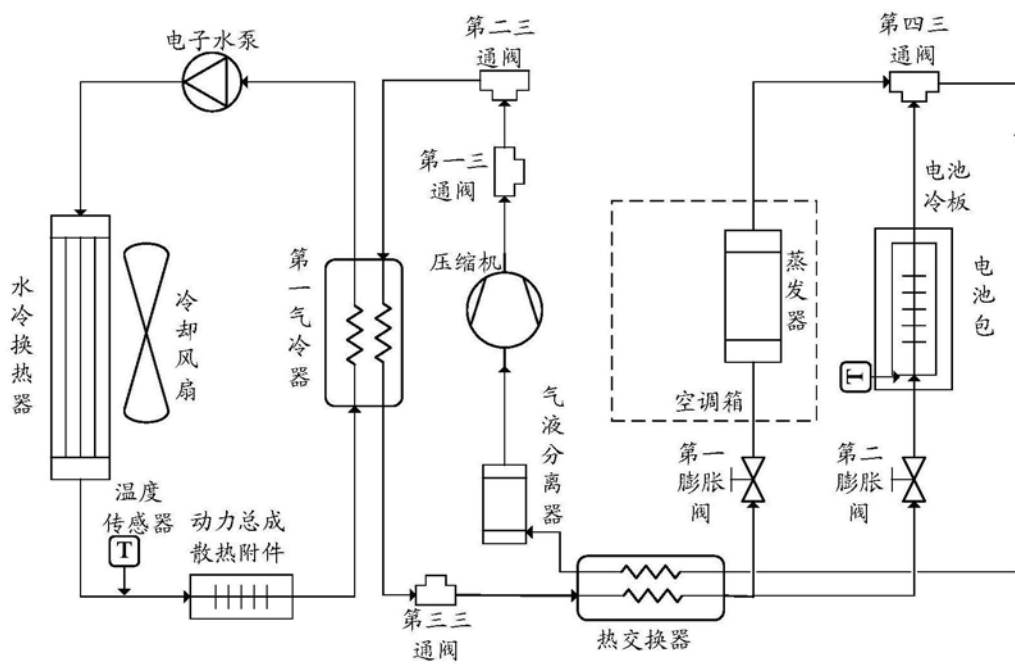 电子水泵
第二三
通阀
第四三
通阀
第一三
通阀
电池
冷板
水冷换热器
冷却风扇
第一气冷器
压缩机
蒸发器
电池包
T
空调箱
气液分离器
第一
膨胀
阀
第二
膨胀
阀
温度
传感器
T
动力总成
散热附件
第三三
通阀
热交换器